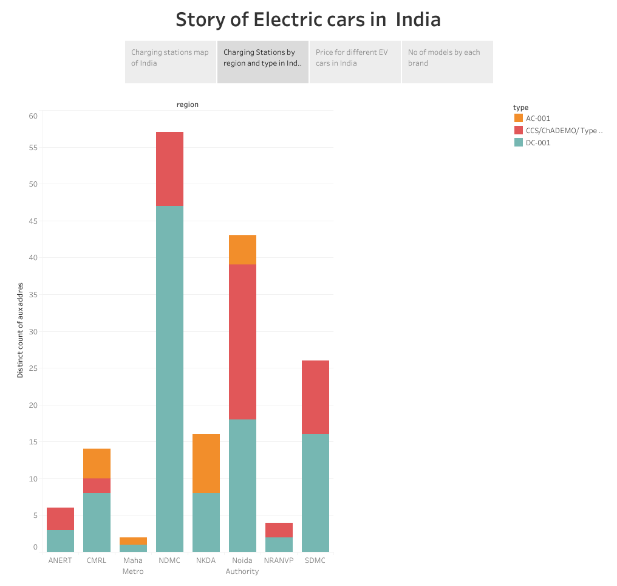 Story of Electric cars in India
Charging stations map
of india
Charging Stations by
region and type in Ind..
Price for different EV
cars in India
No of models by each
brand
region
type
AC-001
CCS/ChADEMO/ Type ..
DC-001
Distinct count of aux addres
60
55
50
45
40
35
30
25
20
15
10
5
0
ANERT
CMRL
Maha
Metro
NDMC
NKDA
Noida
Authority
NRANVP
SDMC